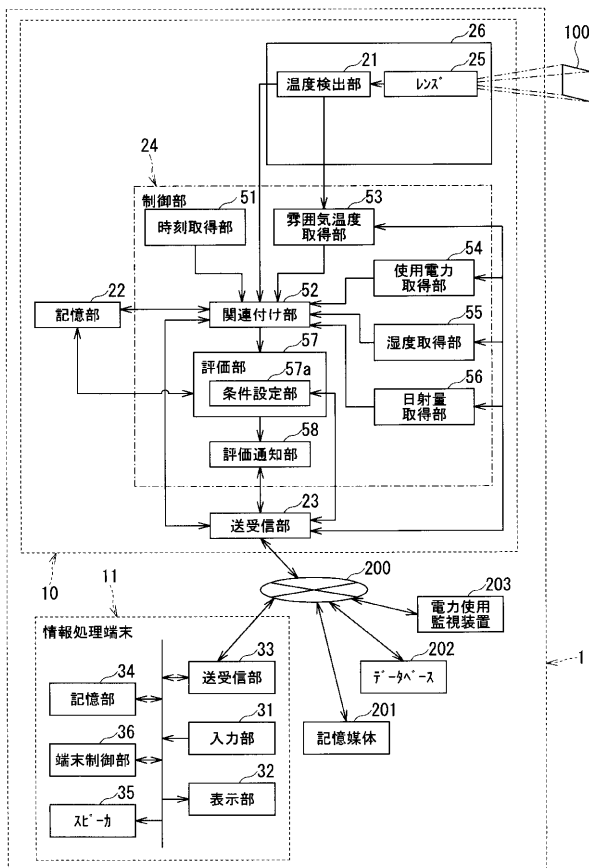 26
100
21
25
温度検出部
レンズ
24
制御部
51
53
時刻取得部
雰囲気温度
取得部
54
使用電力
取得部
22
52
記憶部
関連付け部
55
57
湿度取得部
評価部
57a
条件設定部
56
日射量
取得部
58
評価通知部
23
送受信部
10
11
200
203
電力使用
監視装置
情報処理端末
202
データベース
33
1
34
送受信部
記憶部
201
記憶媒体
31
36
入力部
端末制御部
32
35
表示部
スピーカ